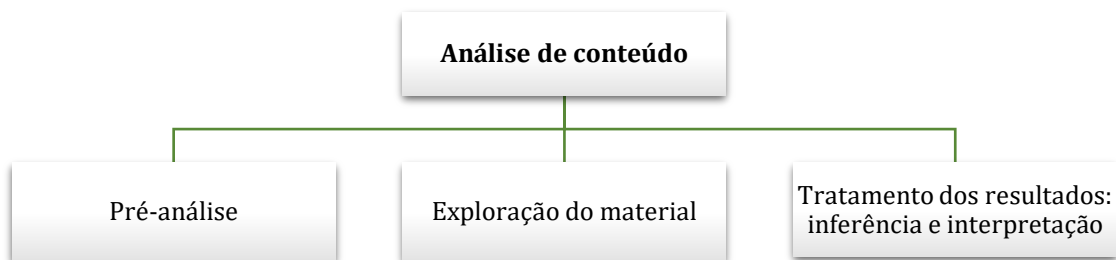 Análise de conteúdo
Pré-análise
Exploração do material
Tratamento dos resultados:
inferência e interpretação